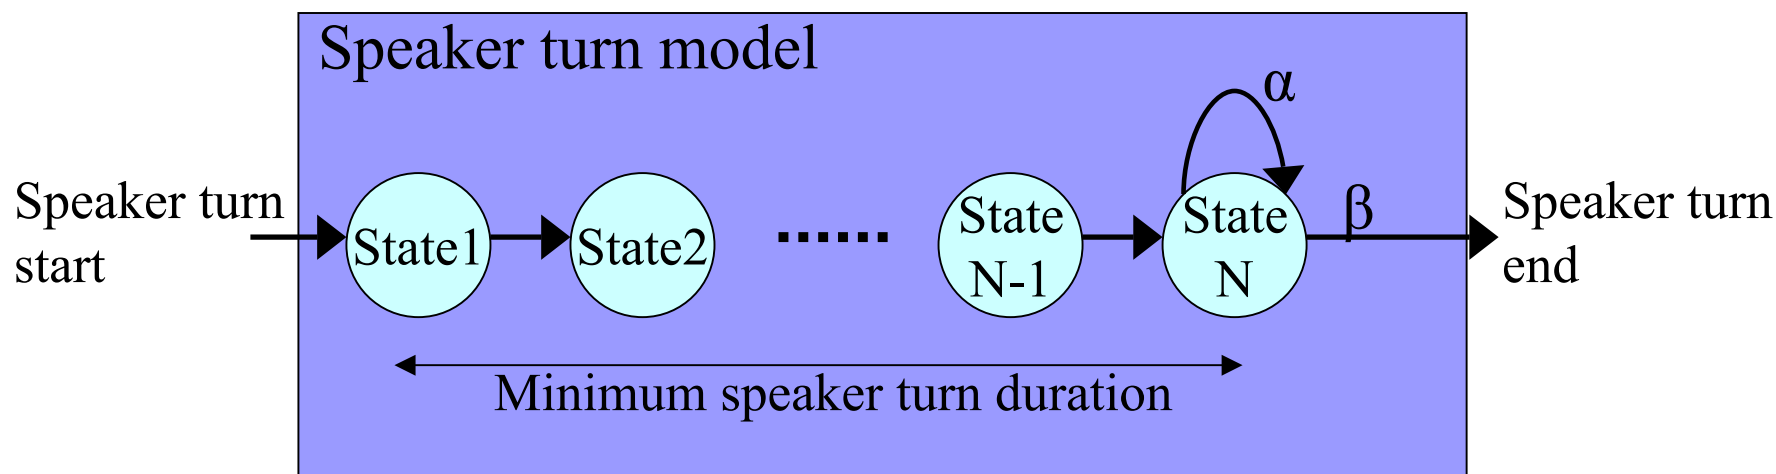 Speaker turn model
α
Speaker turn
start
State1
State2
......
State
N-1
State
N
β
Speaker turn
end
Minimum speaker turn duration